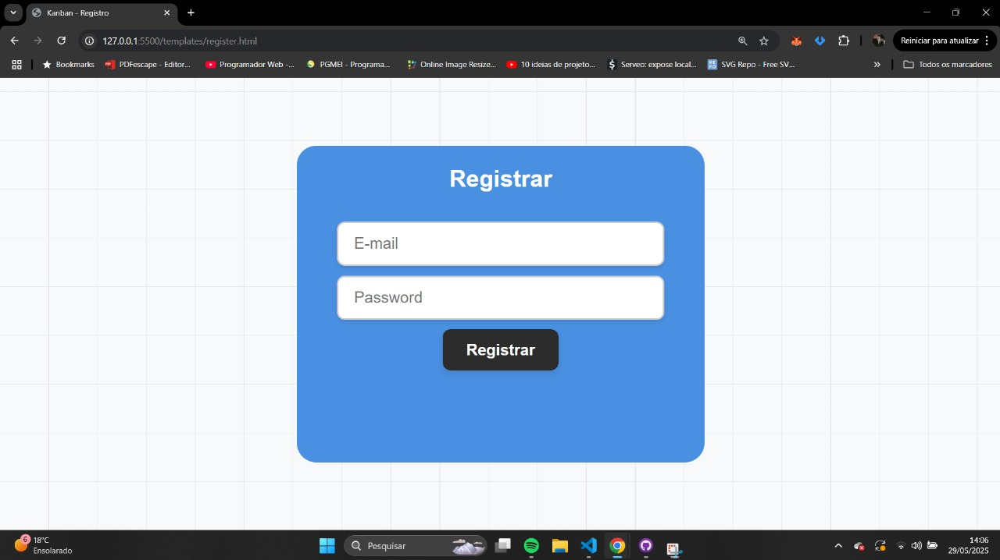 Kanban - Registro
127.0.0.1:5500/templates/register.html
Reiniciar para atualizar
Bookmarks
PDFescape - Editor...
Programador Web -...
PGMEI - Programa...
Online Image Resize...
10 ideias de projeto...
Serveo: expose local...
SVG Repo - Free SV...
»
Todos os marcadores
Registrar
E-mail
Password
Registrar
6
18°C
Ensolarado
Pesquisar
14:06
29/05/2025